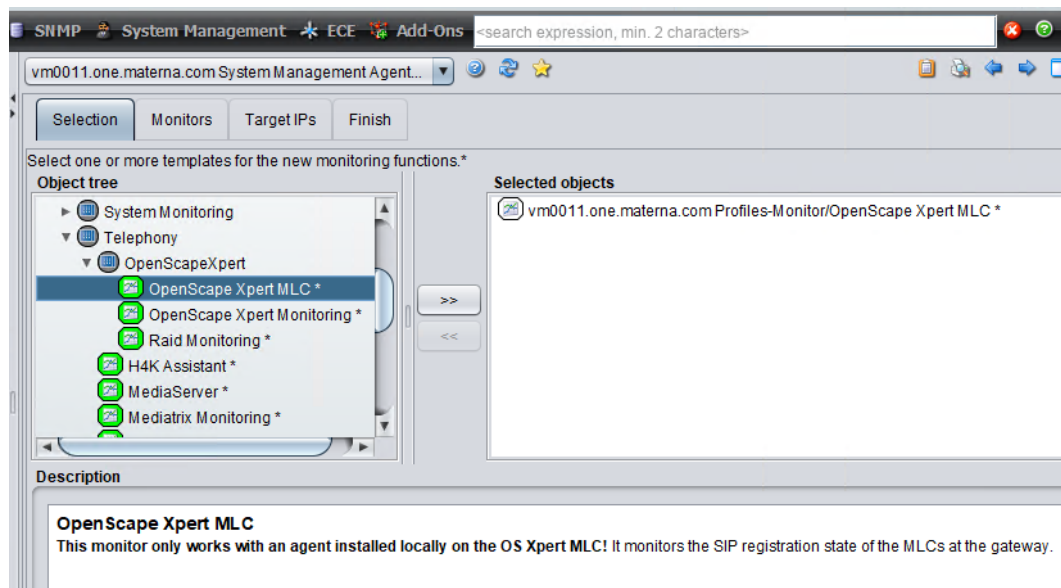 SNMP System Management ECE Add-Ons <search expression, min. 2 characters>
vm0011.one.materna.com System Management Agent...
Selection Monitors Target IPs Finish
Select one or more templates for the new monitoring functions.*
Object tree
Selected objects
System Monitoring
Telephony
OpenScapeXpert
OpenScape Xpert MLC *
OpenScape Xpert Monitoring *
Raid Monitoring *
H4K Assistant *
MediaServer *
Mediatrix Monitoring *
>>
<<
vm0011.one.materna.com Profiles-Monitor/OpenScape Xpert MLC *
Description
OpenScape Xpert MLC
This monitor only works with an agent installed locally on the OS Xpert MLC! It monitors the SIP registration state of the MLCs at the gateway.